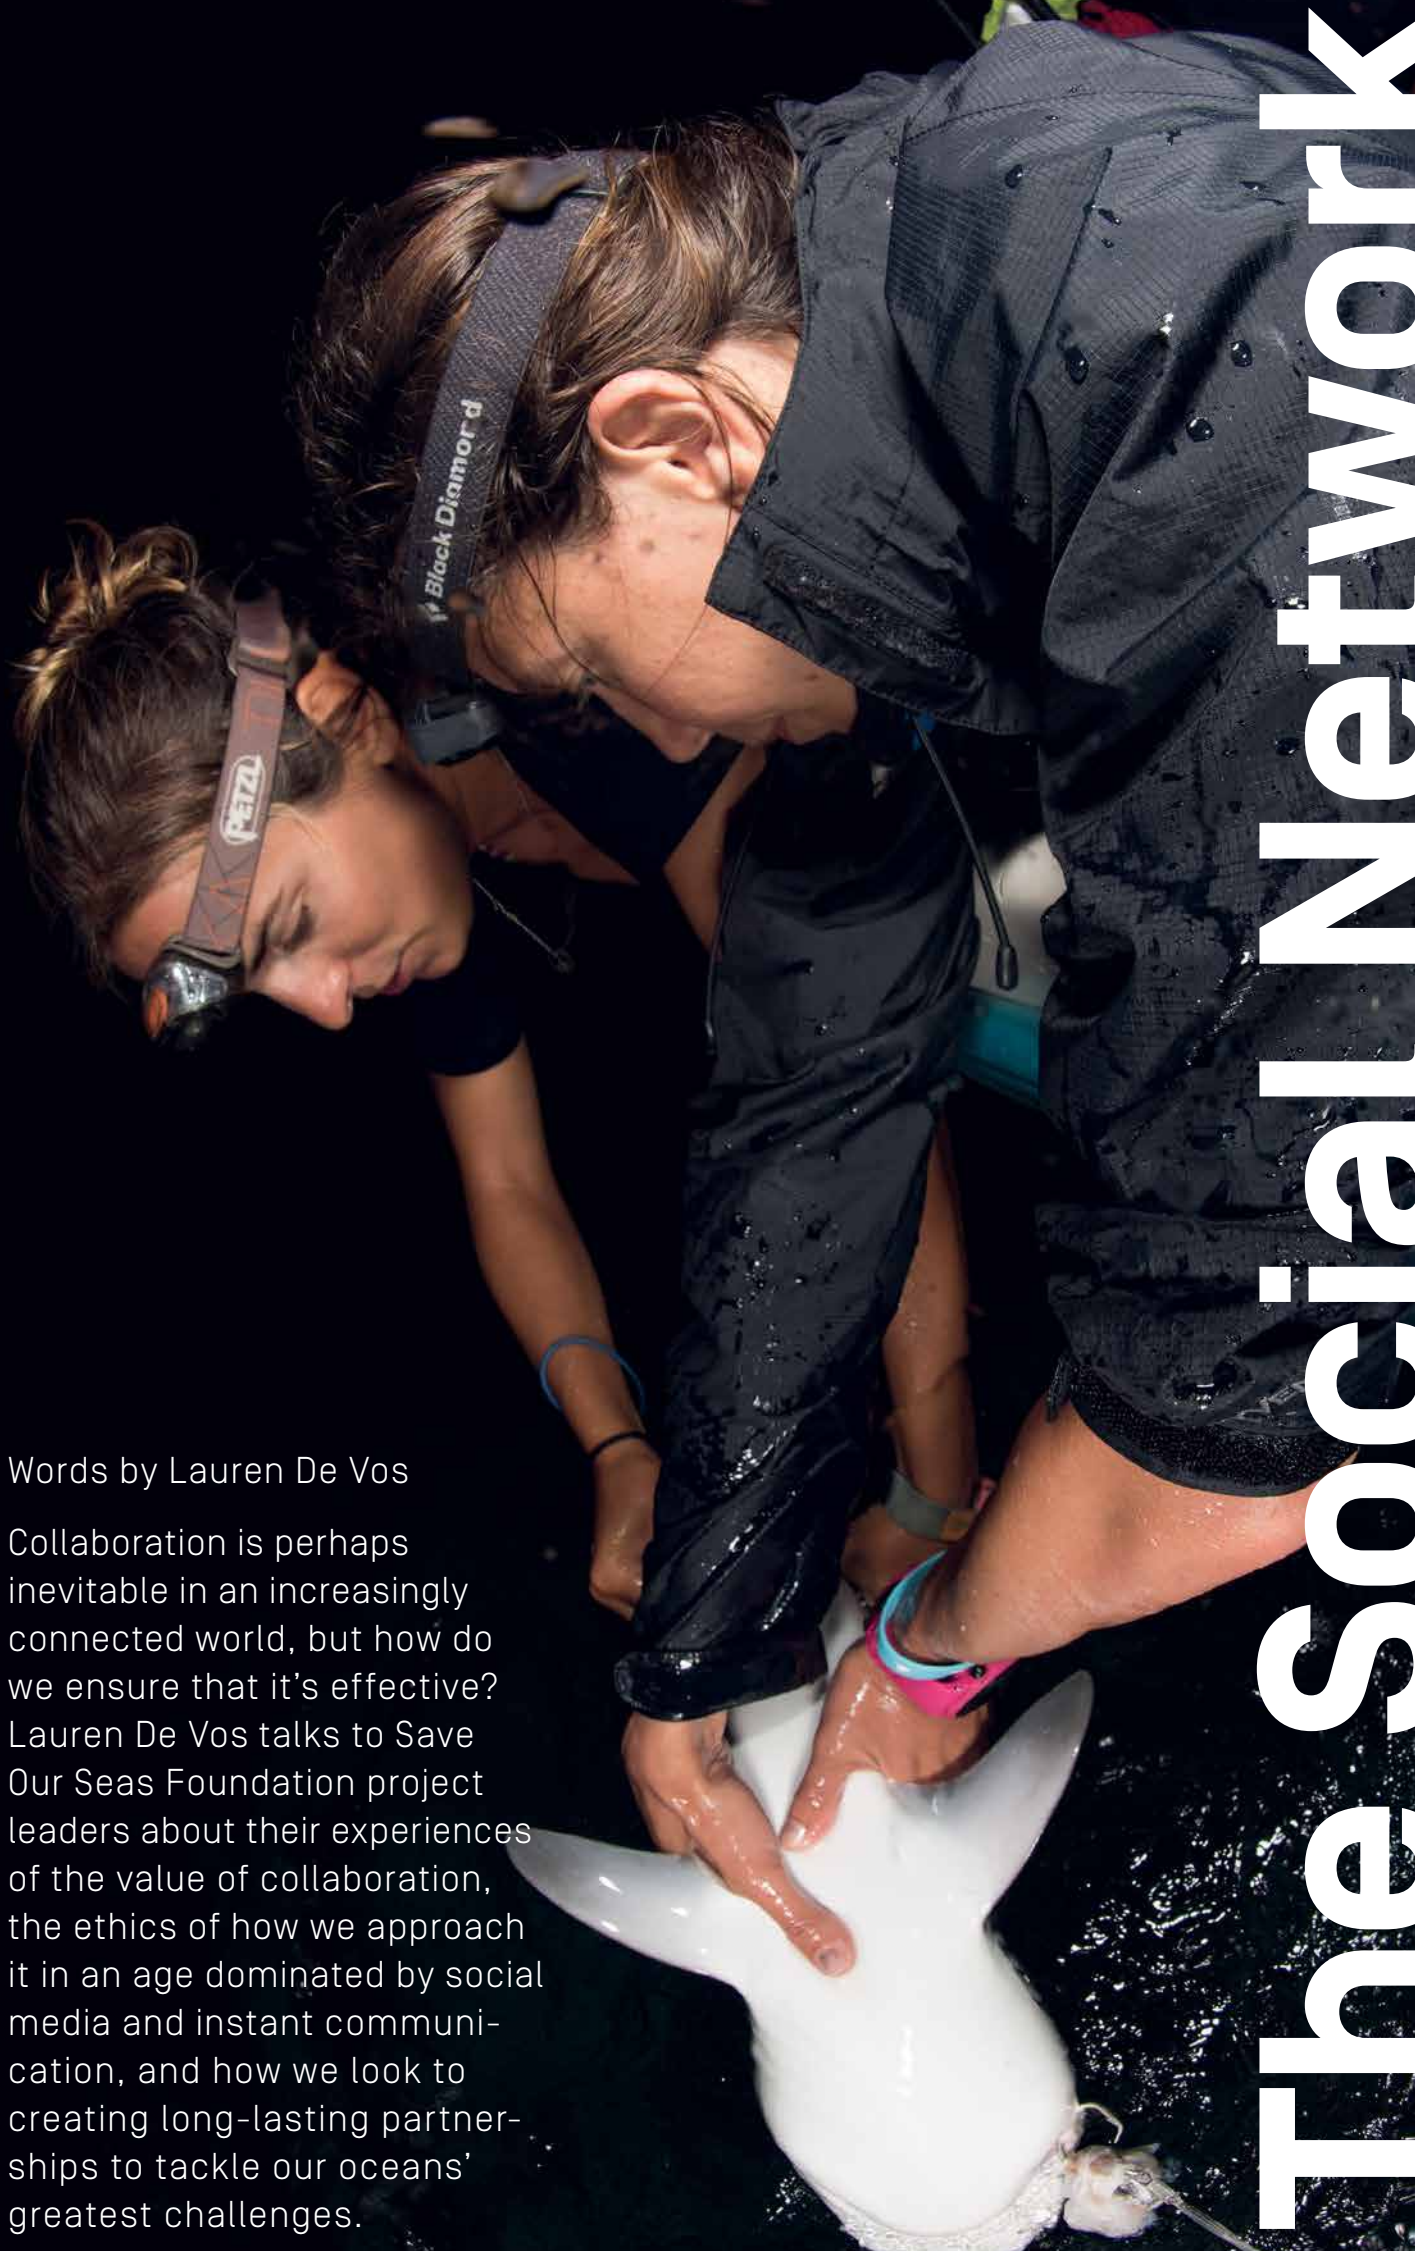 The Social Network
Black Diamond
PETZL
Words by Lauren De Vos
Collaboration is perhaps
inevitable in an increasingly
connected world, but how do
we ensure that it’s effective?
Lauren De Vos talks to Save
Our Seas Foundation project
leaders about their experiences
of the value of collaboration,
the ethics of how we approach
it in an age dominated by social
media and instant communi-
cation, and how we look to
creating long-lasting partner-
ships to tackle our oceans’
greatest challenges.